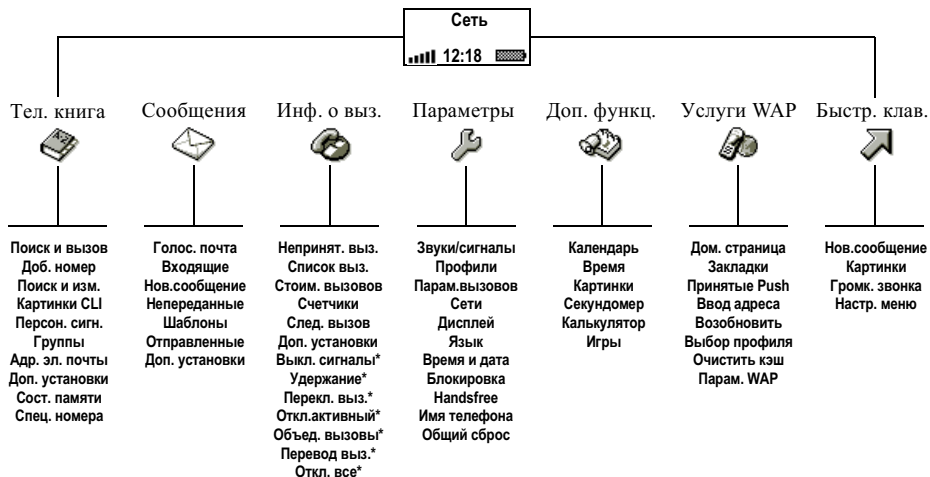 Сеть
12:18
Тел. книга
Сообщения
Инф. о выз.
Параметры
Доп. функц.
Услуги WAP
Быстр. клав.
Поиск и вызов
Доб. номер
Поиск и изм.
Картинки CLI
Персон. сигн.
Группы
Адр. эл. почты
Доп. установки
Сост. памяти
Спец. номера
Голос. почта
Входящие
Нов.сообщение
Непереданные
Шаблоны
Отправленные
Доп. установки
Непринят. выз.
Список выз.
Стоим. вызовов
Счетчики
След. вызов
Доп. установки
Выкл. сигналы*
Удержание*
Перекл. выз.*
Откл.активный*
Объед. вызовы*
Перевод выз.*
Откл. все*
Звуки/сигналы
Профили
Парам.вызовов
Сети
Дисплей
Язык
Время и дата
Блокировка
Handsfree
Имя телефона
Общий сброс
Календарь
Время
Картинки
Секундомер
Калькулятор
Игры
Дом. страница
Закладки
Принятые Push
Ввод адреса
Возобновить
Выбор профиля
Очистить кэш
Парам. WAP
Нов.сообщение
Картинки
Громк. звонка
Настр. меню